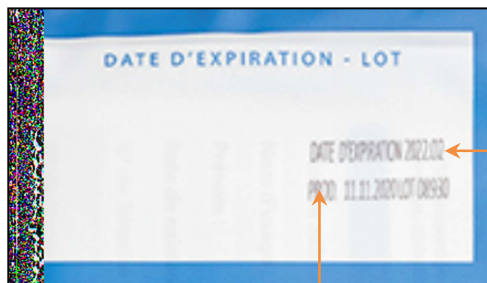 DATE D'EXPIRATION - LOT
DATE D'EXPIRATION 2022.02
PROD. 11.11.2020 LOT 08930